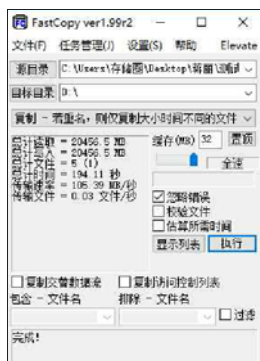 FastCopy ver1.99r2
文件(F) 任务管理(J) 设置(S) 帮助 Elevate
源目录 C:\Users\存储圈\Desktop\蒋丽\
目标目录 D:\
复制 - 若重名，则仅复制大小时间不同的文件
总计读取 = 20456.5 MB
总计写入 = 20456.5 MB
总计文件 = 5 (1)
总计时间 = 194.11 秒
传输速率 = 105.39 MB/秒
传输文件 = 0.03 文件/秒
缓存(MB) 32 置顶
全速
忽略错误
校验文件
估算所需时间
显示列表 执行
复制交替数据流 复制访问控制列表
包含 - 文件名 排除 - 文件名
过滤
完成!